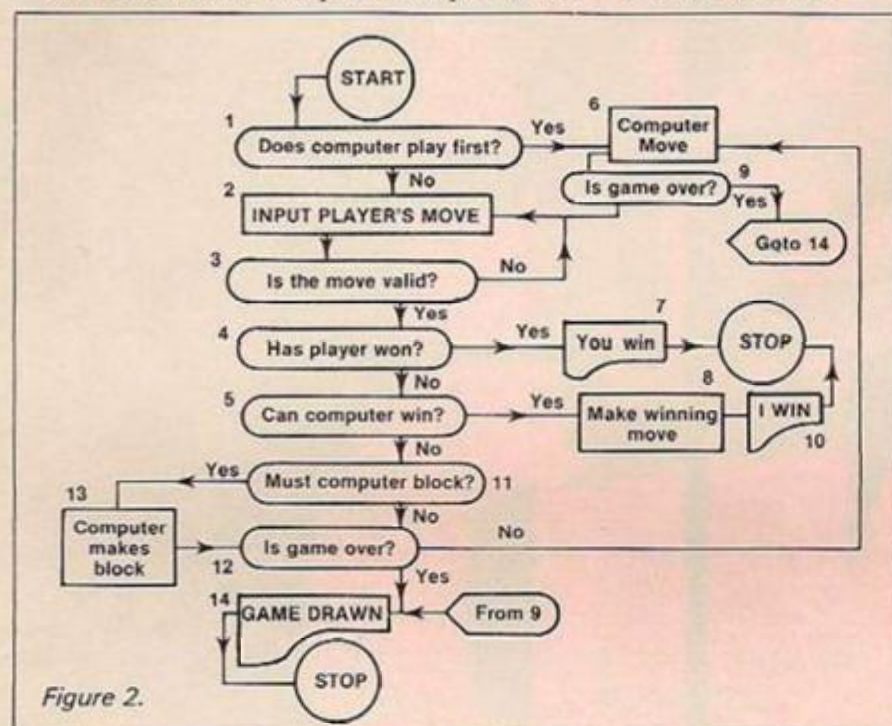 START
1
Does computer play first?
Yes
6
Computer
Move
No
9
Is game over?
Yes
Goto 14
2
INPUT PLAYER'S MOVE
3
Is the move valid?
No
Yes
4
Has player won?
Yes
7
You win
STOP
No
5
Can computer win?
Yes
8
Make winning
move
I WIN
10
No
Must computer block?
11
Yes
13
Computer
makes
block
No
12
Is game over?
No
Yes
14
GAME DRAWN
From 9
STOP
Figure 2.